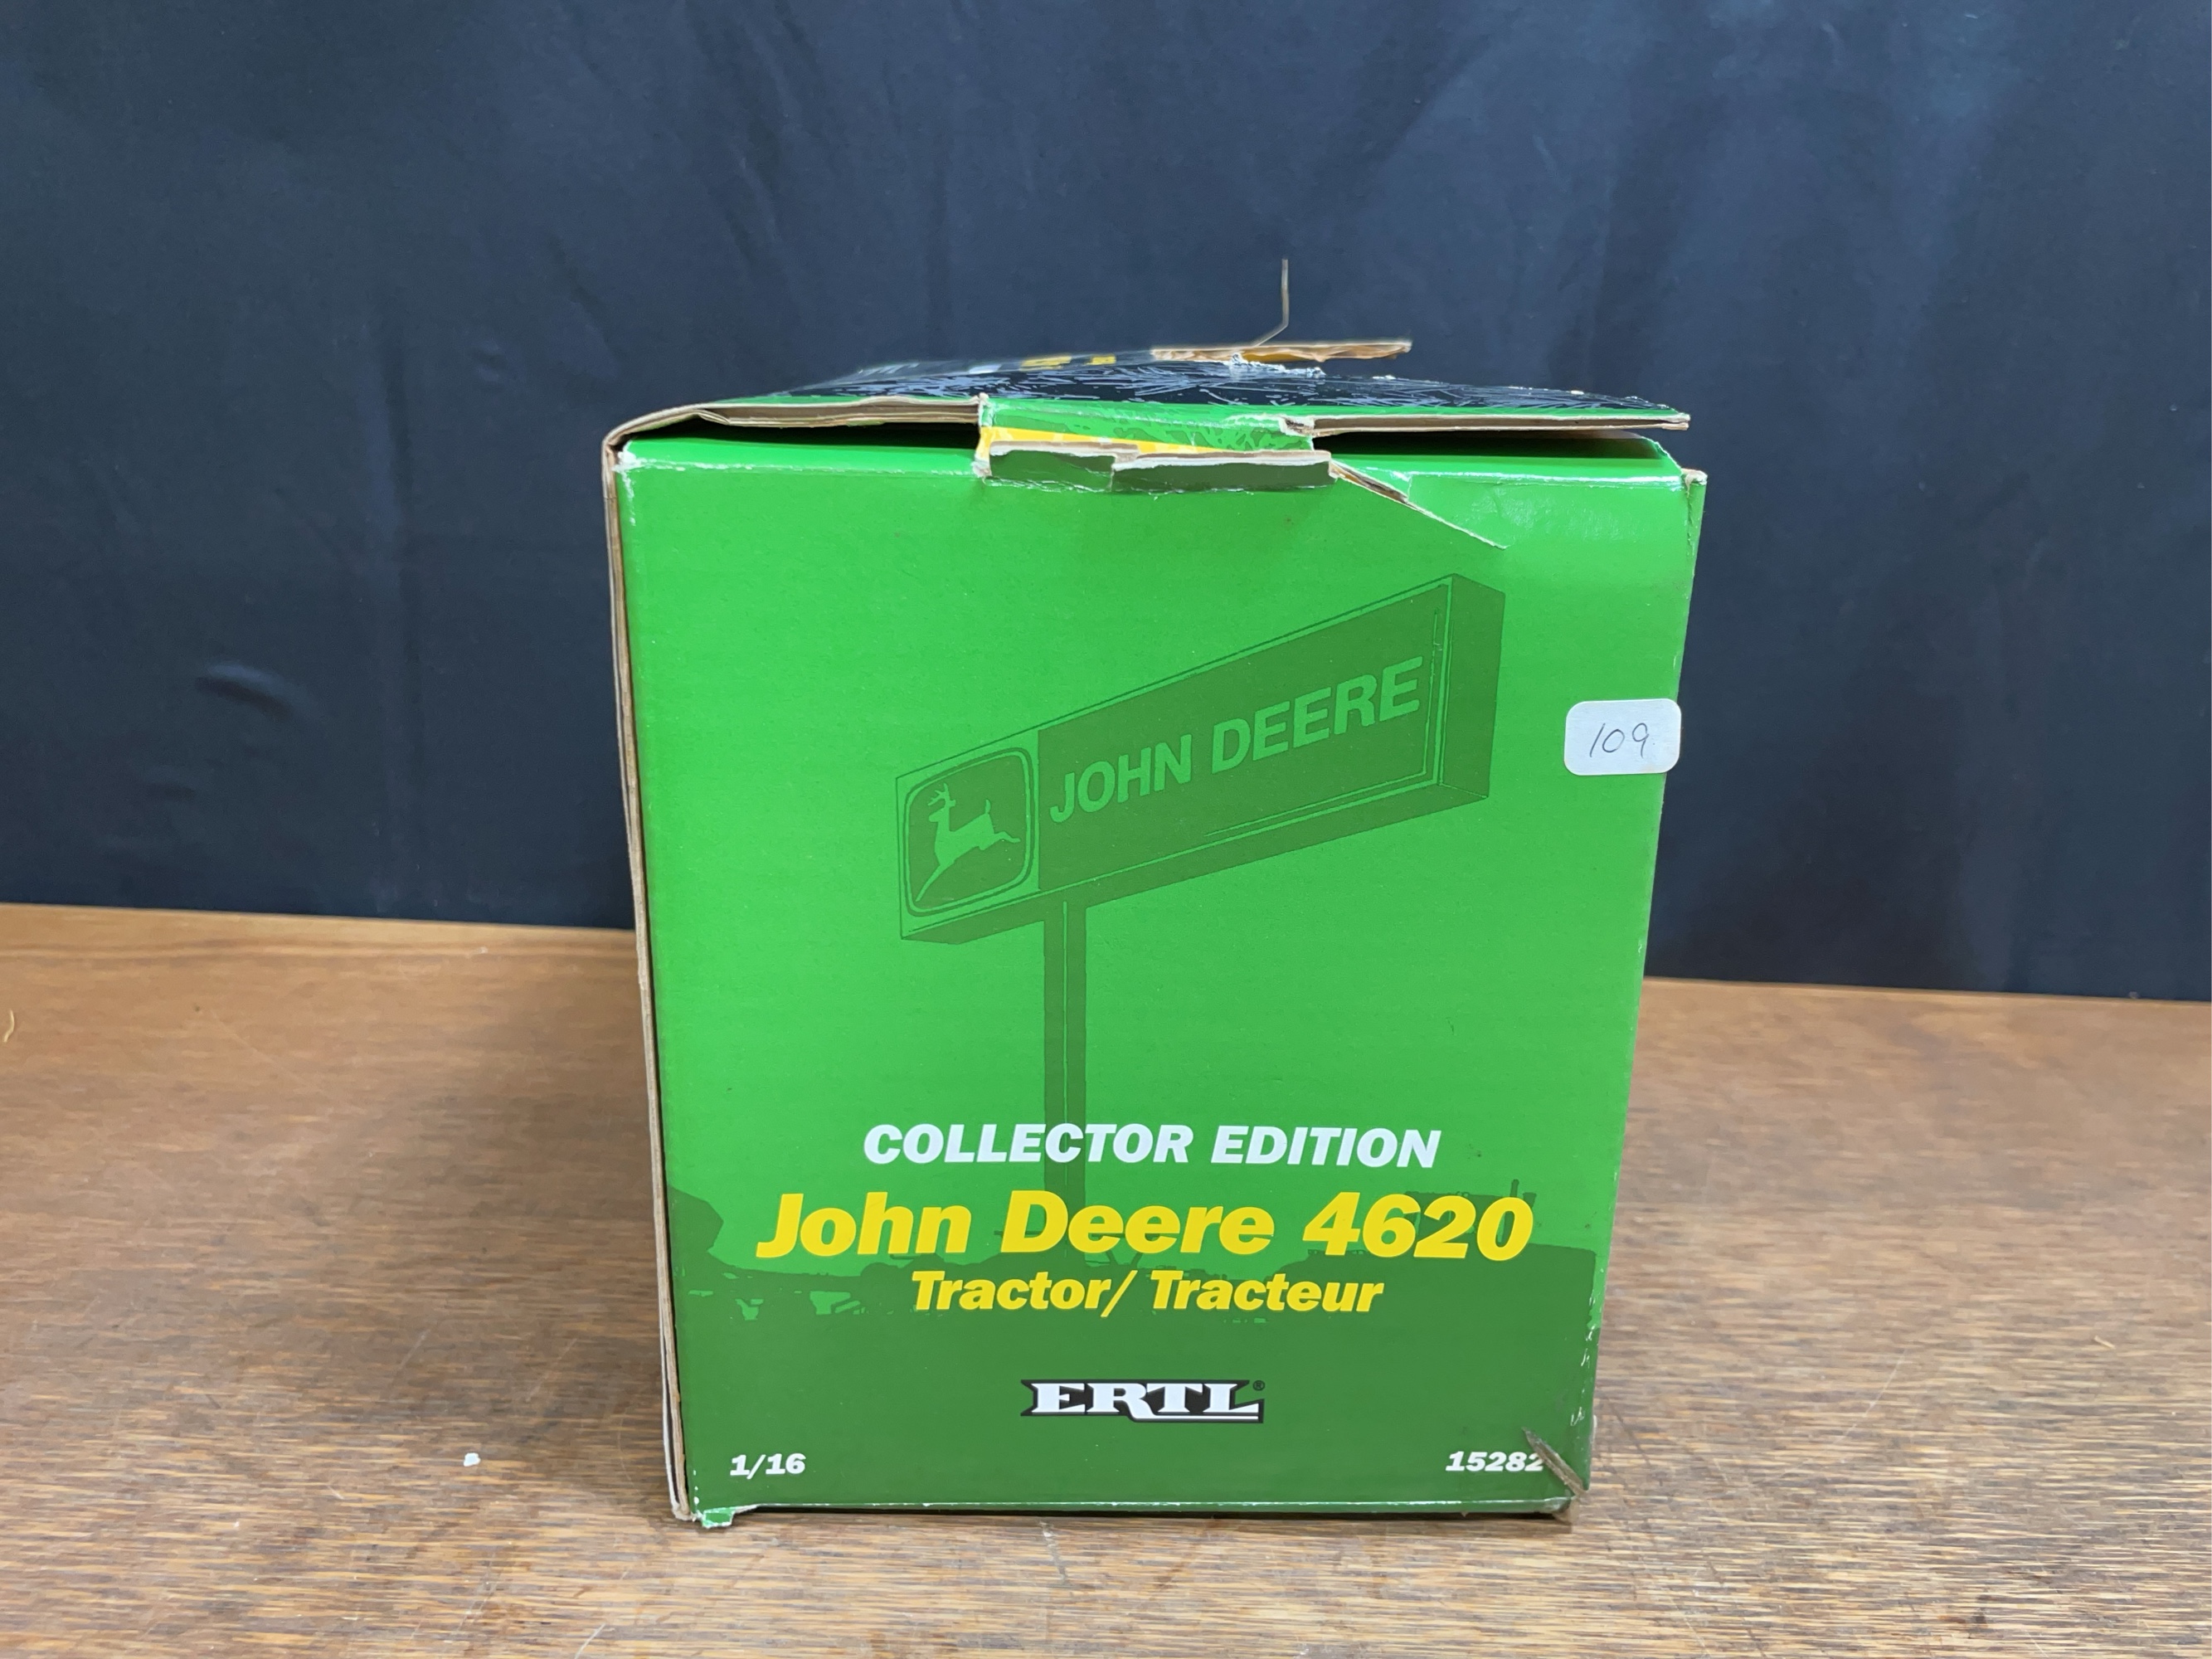 JOHN DEERE
109
COLLECTOR EDITION
John Deere 4620
Tractor/ Tracteur
ERTL®
1/16
15282